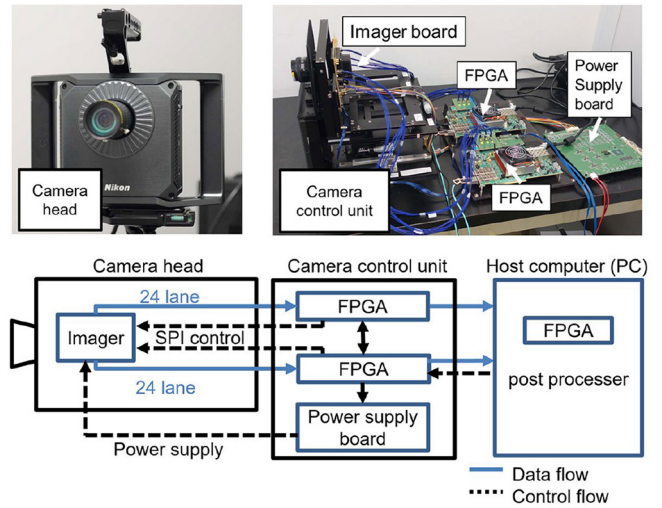 Imager board
FPGA
Power
Supply
board
Camera
head
Nikon
Camera
control unit
FPGA
Camera head
Camera control unit
Host computer (PC)
24 lane
FPGA
FPGA
Imager
SPI control
FPGA
post processer
24 lane
Power supply
board
Power supply
Data flow
Control flow